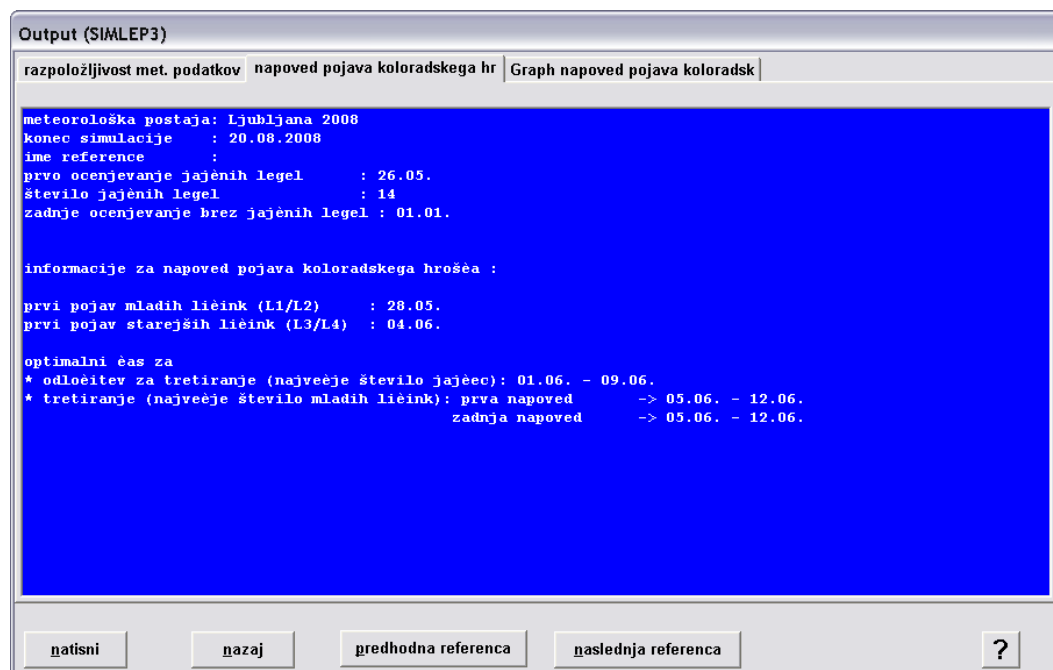 Output (SIMLEP3)
razpoložljivost met. podatkov napoved pojava koloradskega hr Graph napoved pojava koloradsk
meteorološka postaja: Ljubljana 2008
konec simulacije : 20.08.2008
ime reference :
prvo ocenjevanje jajènih legel : 26.05.
število jajènih legel : 14
zadnje ocenjevanje brez jajènih legel : 01.01.
informacije za napoved pojava koloradskega hrošèa :
prvi pojav mladih lièink (L1/L2) : 28.05.
prvi pojav starejših lièink (L3/L4) : 04.06.
optimalni èas za
* odloèitev za tretiranje (najveèje število jajèec): 01.06. - 09.06.
* tretiranje (najveèje število mladih lièink): prva napoved -> 05.06. - 12.06.
zadnja napoved -> 05.06. - 12.06.
natisni nazaj predhodna referenca naslednja referenca ?